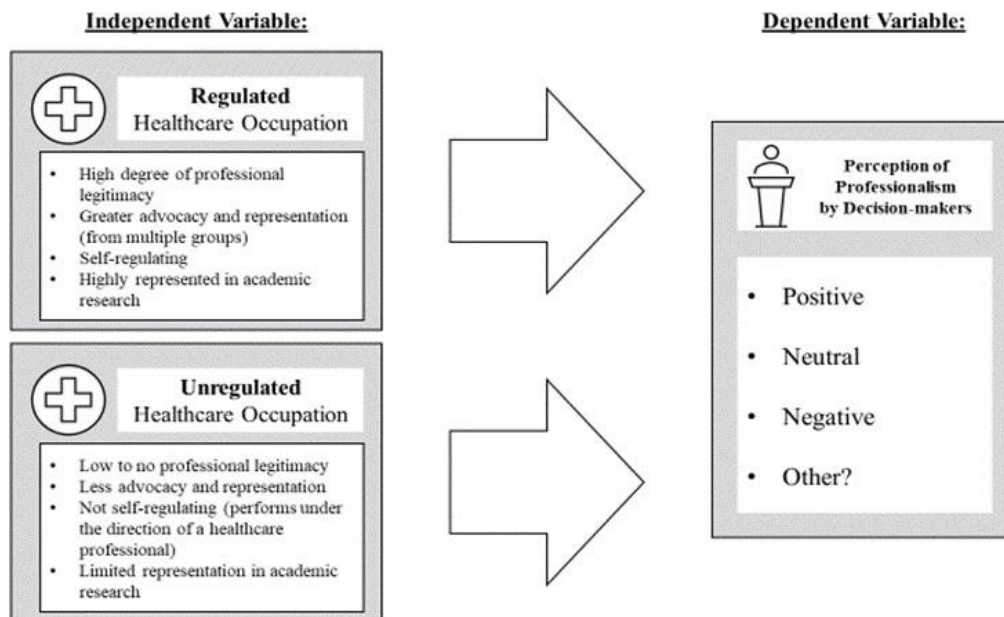 Independent Variable:
Regulated
Healthcare Occupation
• High degree of professional
legitimacy
• Greater advocacy and representation
(from multiple groups)
• Self-regulating
• Highly represented in academic
research
Unregulated
Healthcare Occupation
• Low to no professional legitimacy
• Less advocacy and representation
• Not self-regulating (performs under
the direction of a healthcare
professional)
• Limited representation in academic
research
Dependent Variable:
Perception of
Professionalism
by Decision-makers
• Positive
• Neutral
• Negative
• Other?